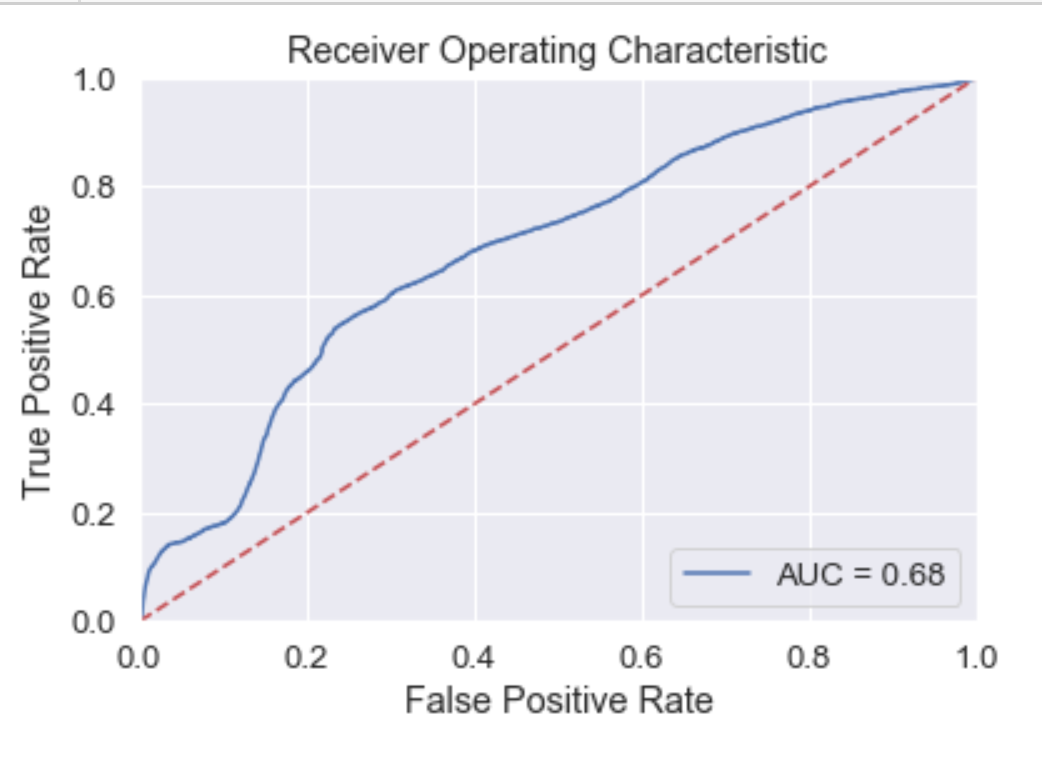 Receiver Operating Characteristic
1.0
0.8
0.6
0.4
0.2
0.0
True Positive Rate
AUC = 0.68
0.0 0.2 0.4 0.6 0.8 1.0
False Positive Rate